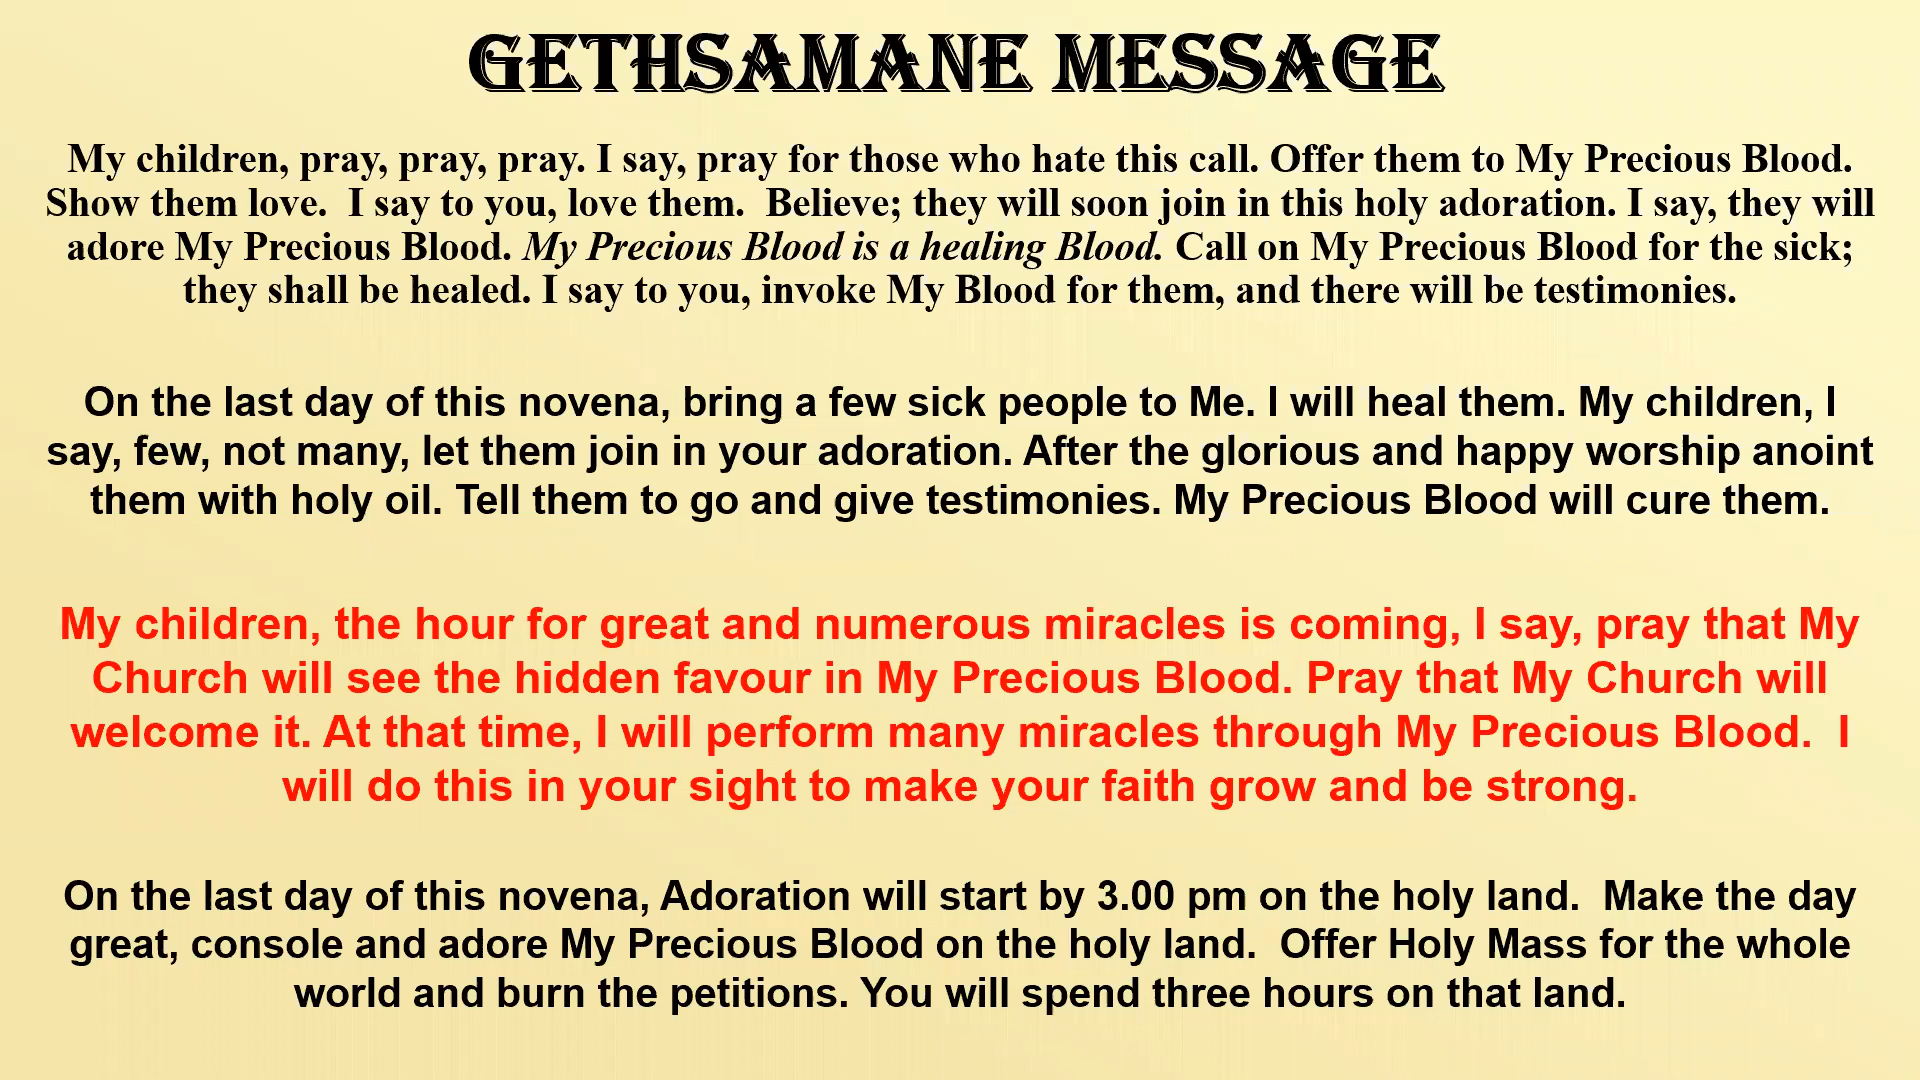 GETHSAMANE MESSAGE
My children, pray, pray, pray. I say, pray for those who hate this call. Offer them to My Precious Blood.
Show them love.  I say to you, love them.  Believe; they will soon join in this holy adoration. I say, they will
adore My Precious Blood. My Precious Blood is a healing Blood. Call on My Precious Blood for the sick;
they shall be healed. I say to you, invoke My Blood for them, and there will be testimonies.
On the last day of this novena, bring a few sick people to Me. I will heal them. My children, I
say, few, not many, let them join in your adoration. After the glorious and happy worship anoint
them with holy oil. Tell them to go and give testimonies. My Precious Blood will cure them.
My children, the hour for great and numerous miracles is coming, I say, pray that My
Church will see the hidden favour in My Precious Blood. Pray that My Church will
welcome it. At that time, I will perform many miracles through My Precious Blood.  I
will do this in your sight to make your faith grow and be strong.
On the last day of this novena, Adoration will start by 3.00 pm on the holy land.  Make the day
great, console and adore My Precious Blood on the holy land.  Offer Holy Mass for the whole
world and burn the petitions. You will spend three hours on that land.